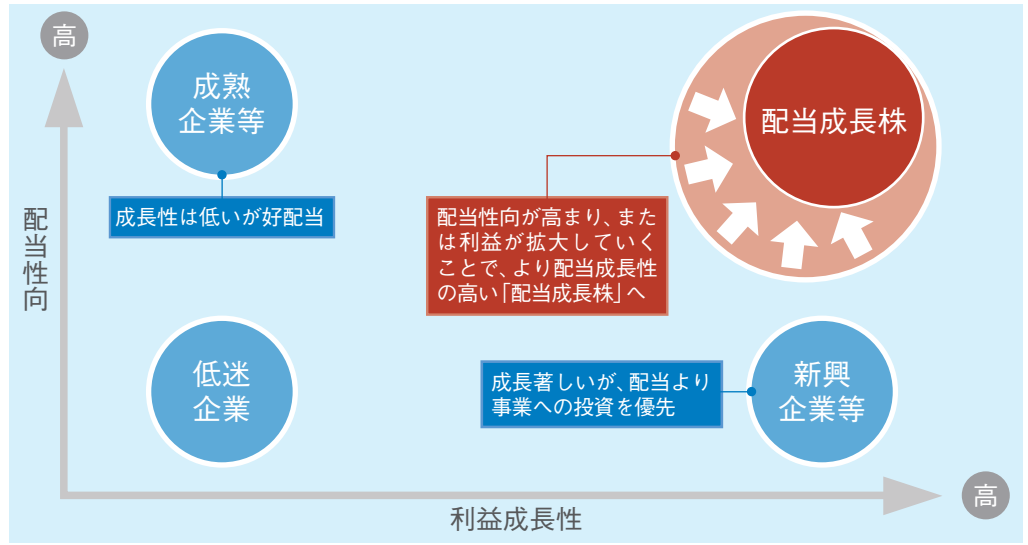 高
成熟
企業等
成長性は低いが好配当
配当成長株
配当性向が高まり、また
は利益が拡大していく
ことで、より配当成長性
の高い「配当成長株」へ
配当性向
低迷
企業
成長著しいが、配当より
事業への投資を優先
新興
企業等
利益成長性
高